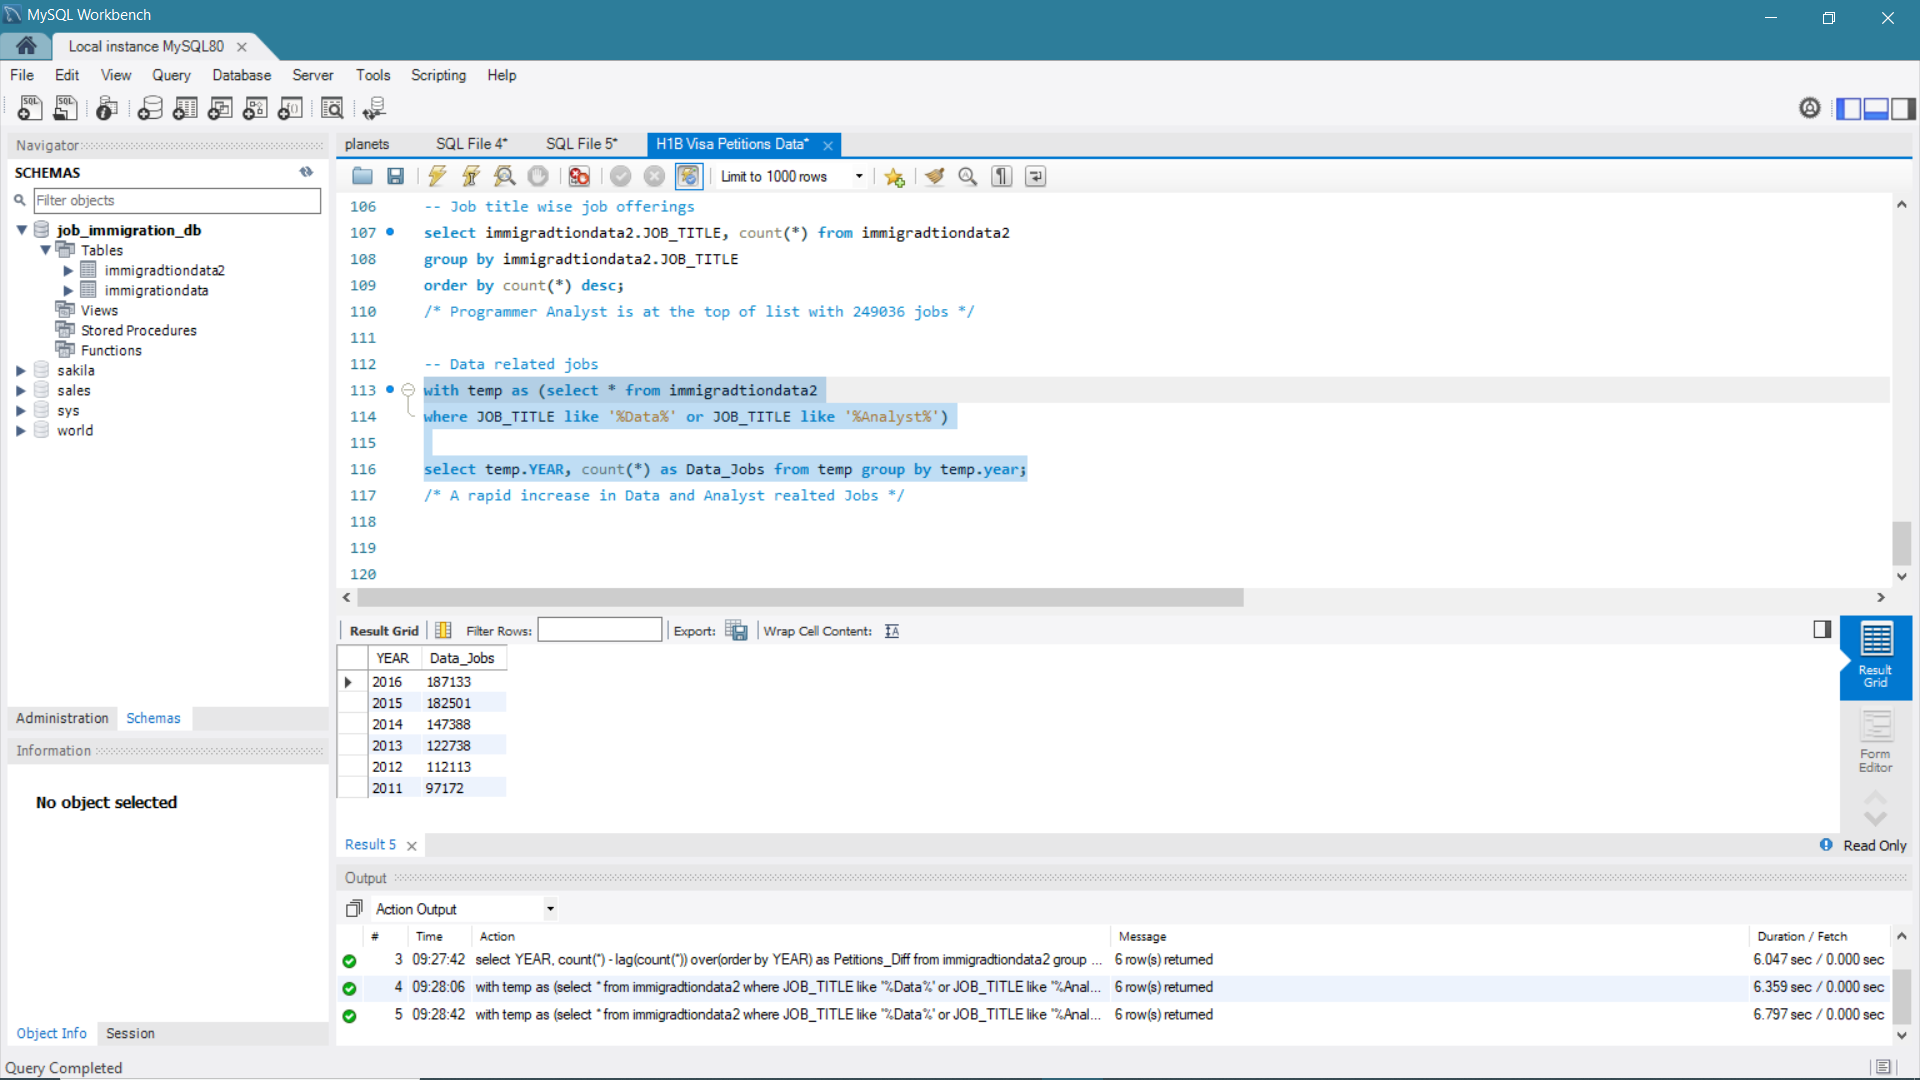 MySQL Workbench
Local instance MySQL80
File Edit View Query Database Server Tools Scripting Help
Navigator
SCHEMAS
Filter objects
job_immigration_db
Tables
immigradtiondata2
immigrationdata
Views
Stored Procedures
Functions
sakila
sales
sys
world
Administration Schemas
Information
No object selected
Object Info Session
planets SQL File 4* SQL File 5* H1B Visa Petitions Data*
Limit to 1000 rows
106 -- Job title wise job offerings
107 select immigradtiondata2.JOB_TITLE, count(*) from immigradtiondata2
108 group by immigradtiondata2.JOB_TITLE
109 order by count(*) desc;
110 /* Programmer Analyst is at the top of list with 249036 jobs */
111
112 -- Data related jobs
113 with temp as (select * from immigradtiondata2
114 where JOB_TITLE like '%Data%' or JOB_TITLE like '%Analyst%')
115
116 select temp.YEAR, count(*) as Data_Jobs from temp group by temp.year;
117 /* A rapid increase in Data and Analyst realted Jobs */
118
119
120
Result Grid Filter Rows: Export: Wrap Cell Content:
YEAR Data_Jobs
2016 187133
2015 182501
2014 147388
2013 122738
2012 112113
2011 97172
Result Grid
Form Editor
Result 5
Read Only
Output
Action Output
# Time Action Message Duration / Fetch
3 09:27:42 select YEAR, count(*) - lag(count(*)) over(order by YEAR) as Petitions_Diff from immigradtiondata2 group ... 6 row(s) returned 6.047 sec / 0.000 sec
4 09:28:06 with temp as (select * from immigradtiondata2 where JOB_TITLE like '%Data%' or JOB_TITLE like '%Anal... 6 row(s) returned 6.359 sec / 0.000 sec
5 09:28:42 with temp as (select * from immigradtiondata2 where JOB_TITLE like '%Data%' or JOB_TITLE like '%Anal... 6 row(s) returned 6.797 sec / 0.000 sec
Query Completed